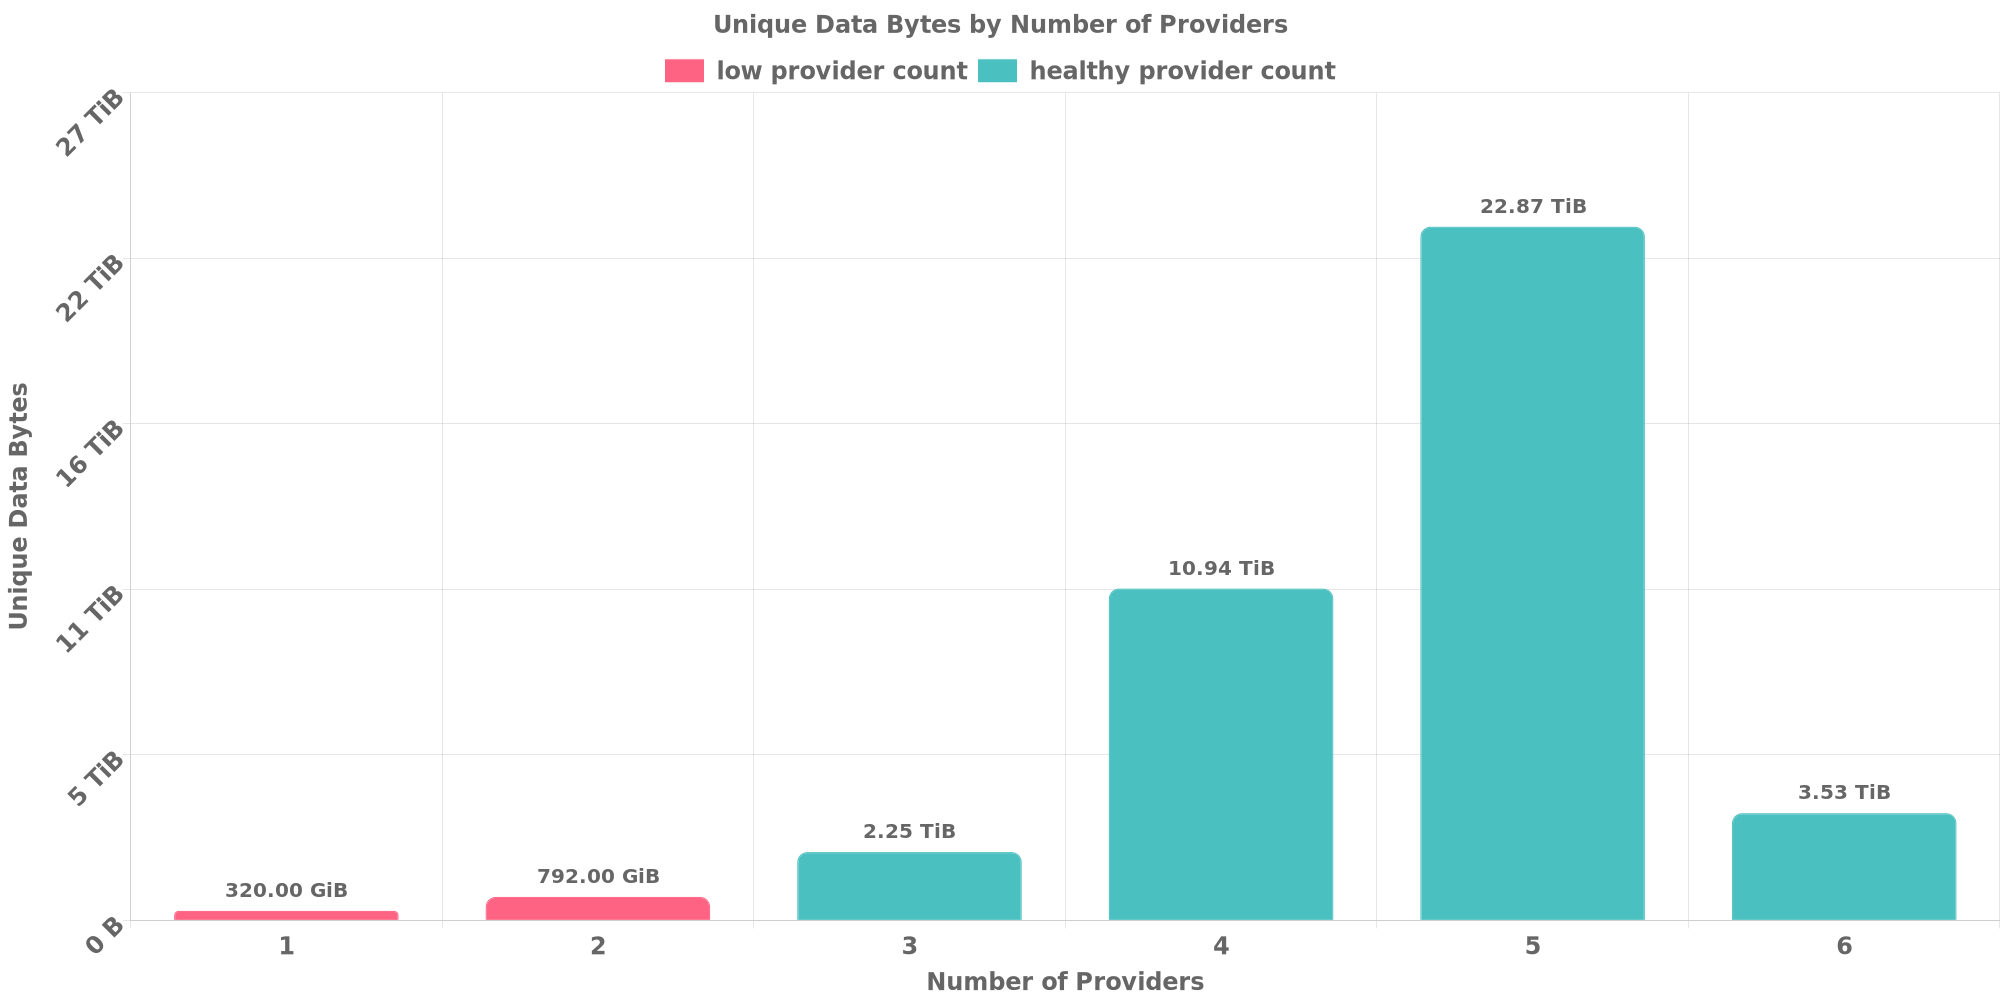 Unique Data Bytes by Number of Providers
low provider count healthy provider count
27 TiB
22 TiB
16 TiB
11 TiB
5 TiB
0 B
Unique Data Bytes
320.00 GiB
792.00 GiB
2.25 TiB
10.94 TiB
22.87 TiB
3.53 TiB
1 2 3 4 5 6
Number of Providers